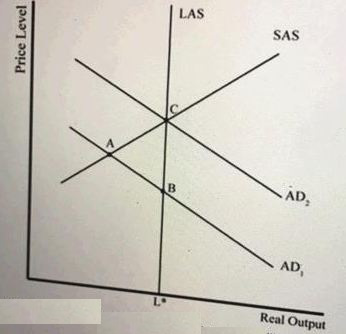 Price Level
LAS
SAS
C
A
B
AD₂
AD₁
L*
Real Output